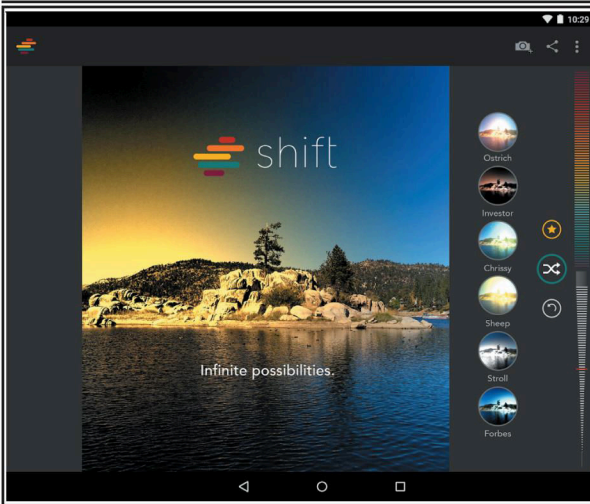 10:29
shift
Ostrich
Investor
Chrissy
Infinite possibilities.
Sheep
Stroll
Forbes